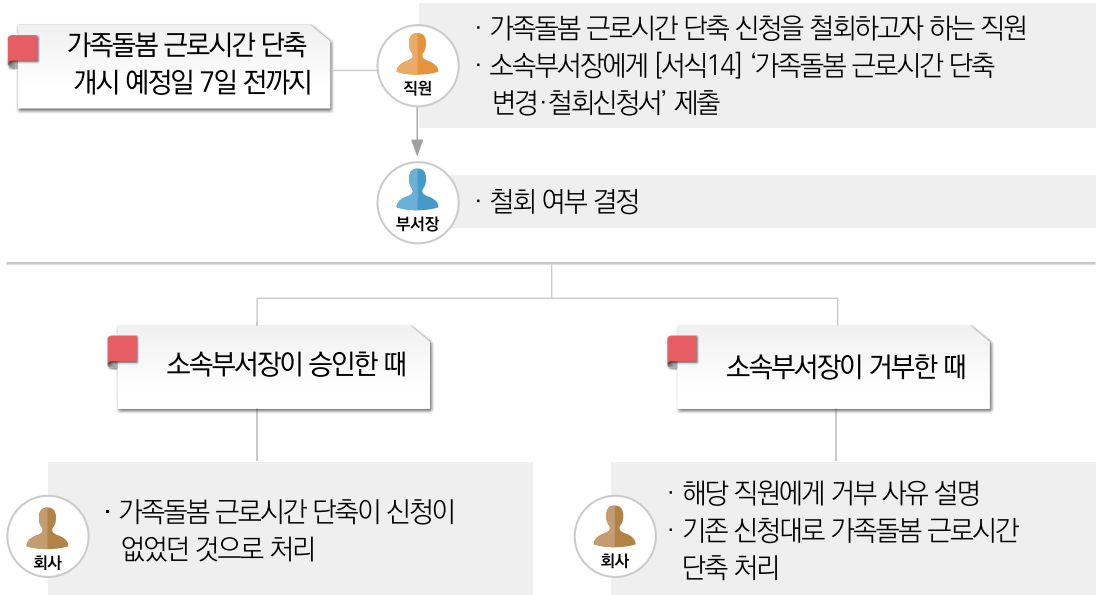 가족돌봄 근로시간 단축
개시 예정일 7일 전까지
직원
· 가족돌봄 근로시간 단축 신청을 철회하고자 하는 직원
· 소속부서장에게 [서식14] ‘가족돌봄 근로시간 단축
변경·철회신청서’ 제출
부서장
· 철회 여부 결정
소속부서장이 승인한 때
회사
· 가족돌봄 근로시간 단축이 신청이
없었던 것으로 처리
소속부서장이 거부한 때
회사
· 해당 직원에게 거부 사유 설명
· 기존 신청대로 가족돌봄 근로시간
단축 처리